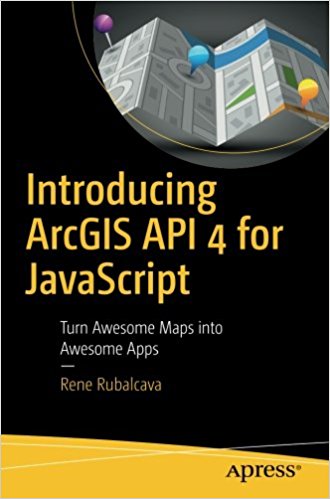 Introducing
ArcGIS API 4 for
JavaScript
Turn Awesome Maps into
Awesome Apps
—
Rene Rubalcava
Apress®